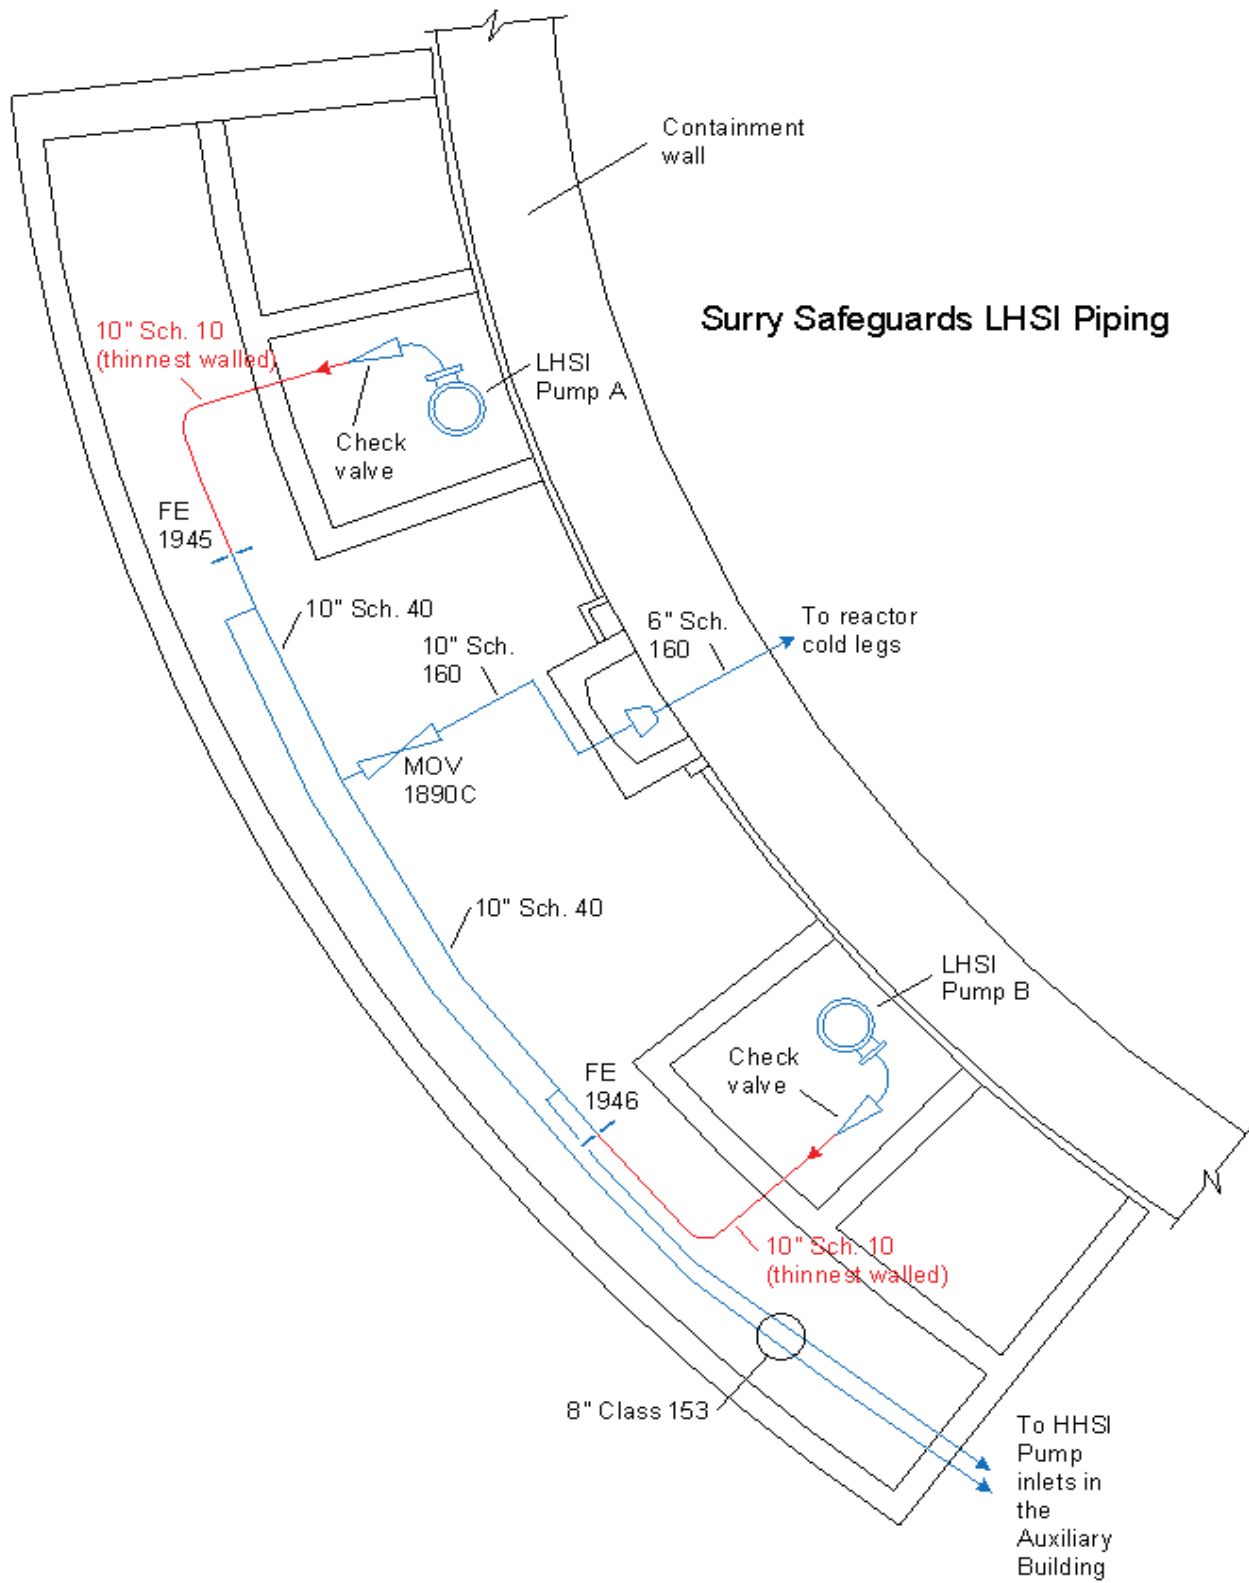 Containment
wall
Surry Safeguards LHSI Piping
10" Sch. 10
(thinnest walled)
LHSI
Pump A
Check
valve
FE
1945
10" Sch. 40
10" Sch.
160
6" Sch.
160
To reactor
cold legs
MOV
1890C
10" Sch. 40
LHSI
Pump B
Check
valve
FE
1946
10" Sch. 10
(thinnest walled)
8" Class 153
To HHSI
Pump
inlets in
the
Auxiliary
Building
N